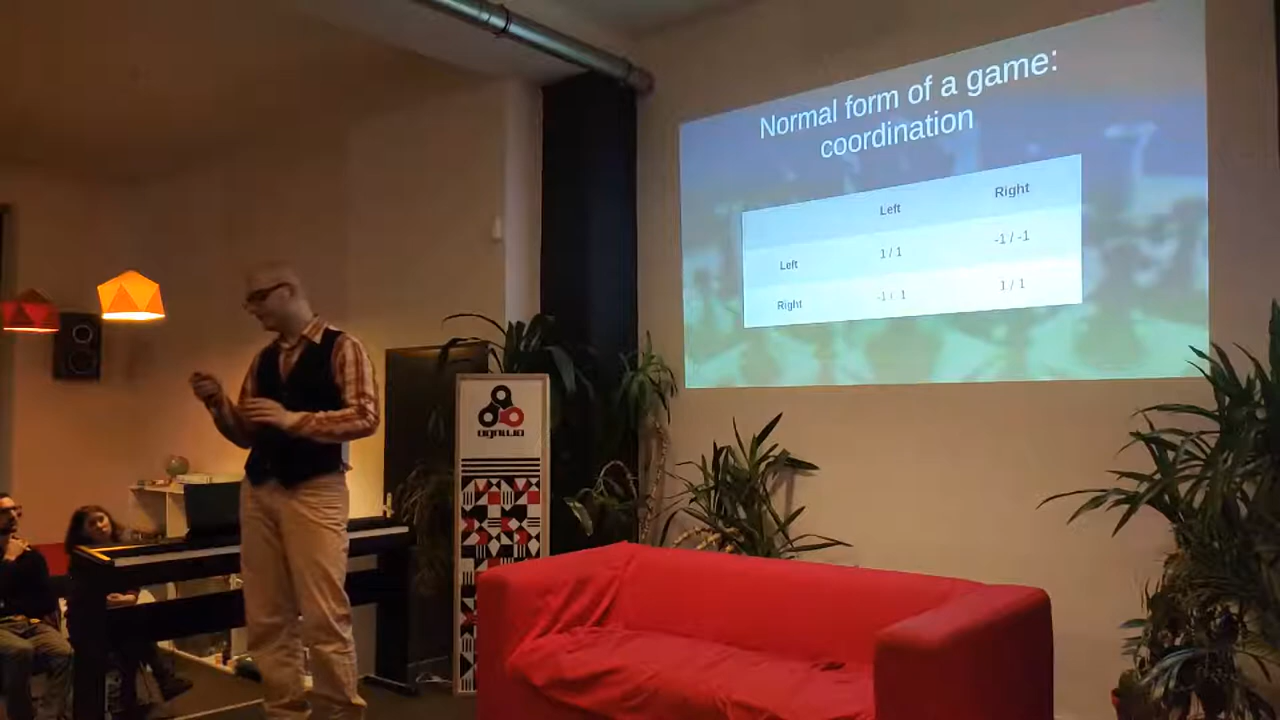 Normal form of a game:
coordination
Left Right
Left 1 / 1 -1 / -1
Right -1 / -1 1 / 1